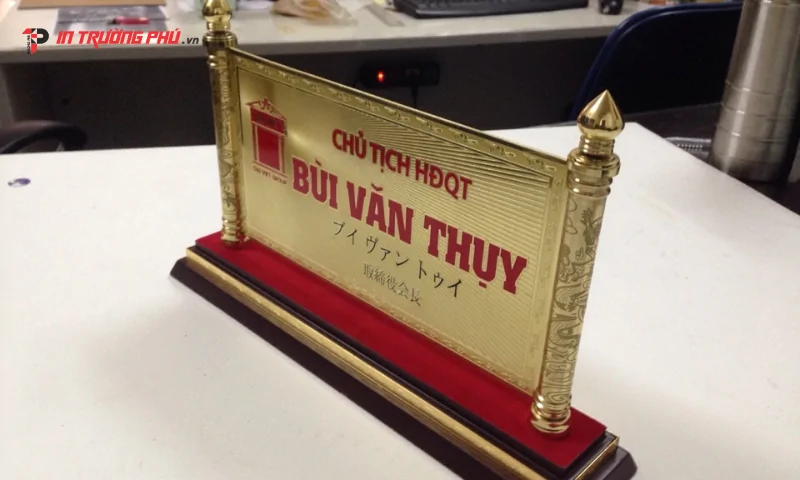 IN TRƯỜNG PHÚ.vn
CHỦ TỊCH HĐQT
BÙI VĂN THỤY
ブイ ヴァン トゥイ
取締役会長